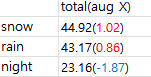 total(aug X)
snow 44.92(1.02)
rain 43.17(0.86)
night 23.16(-1.87)